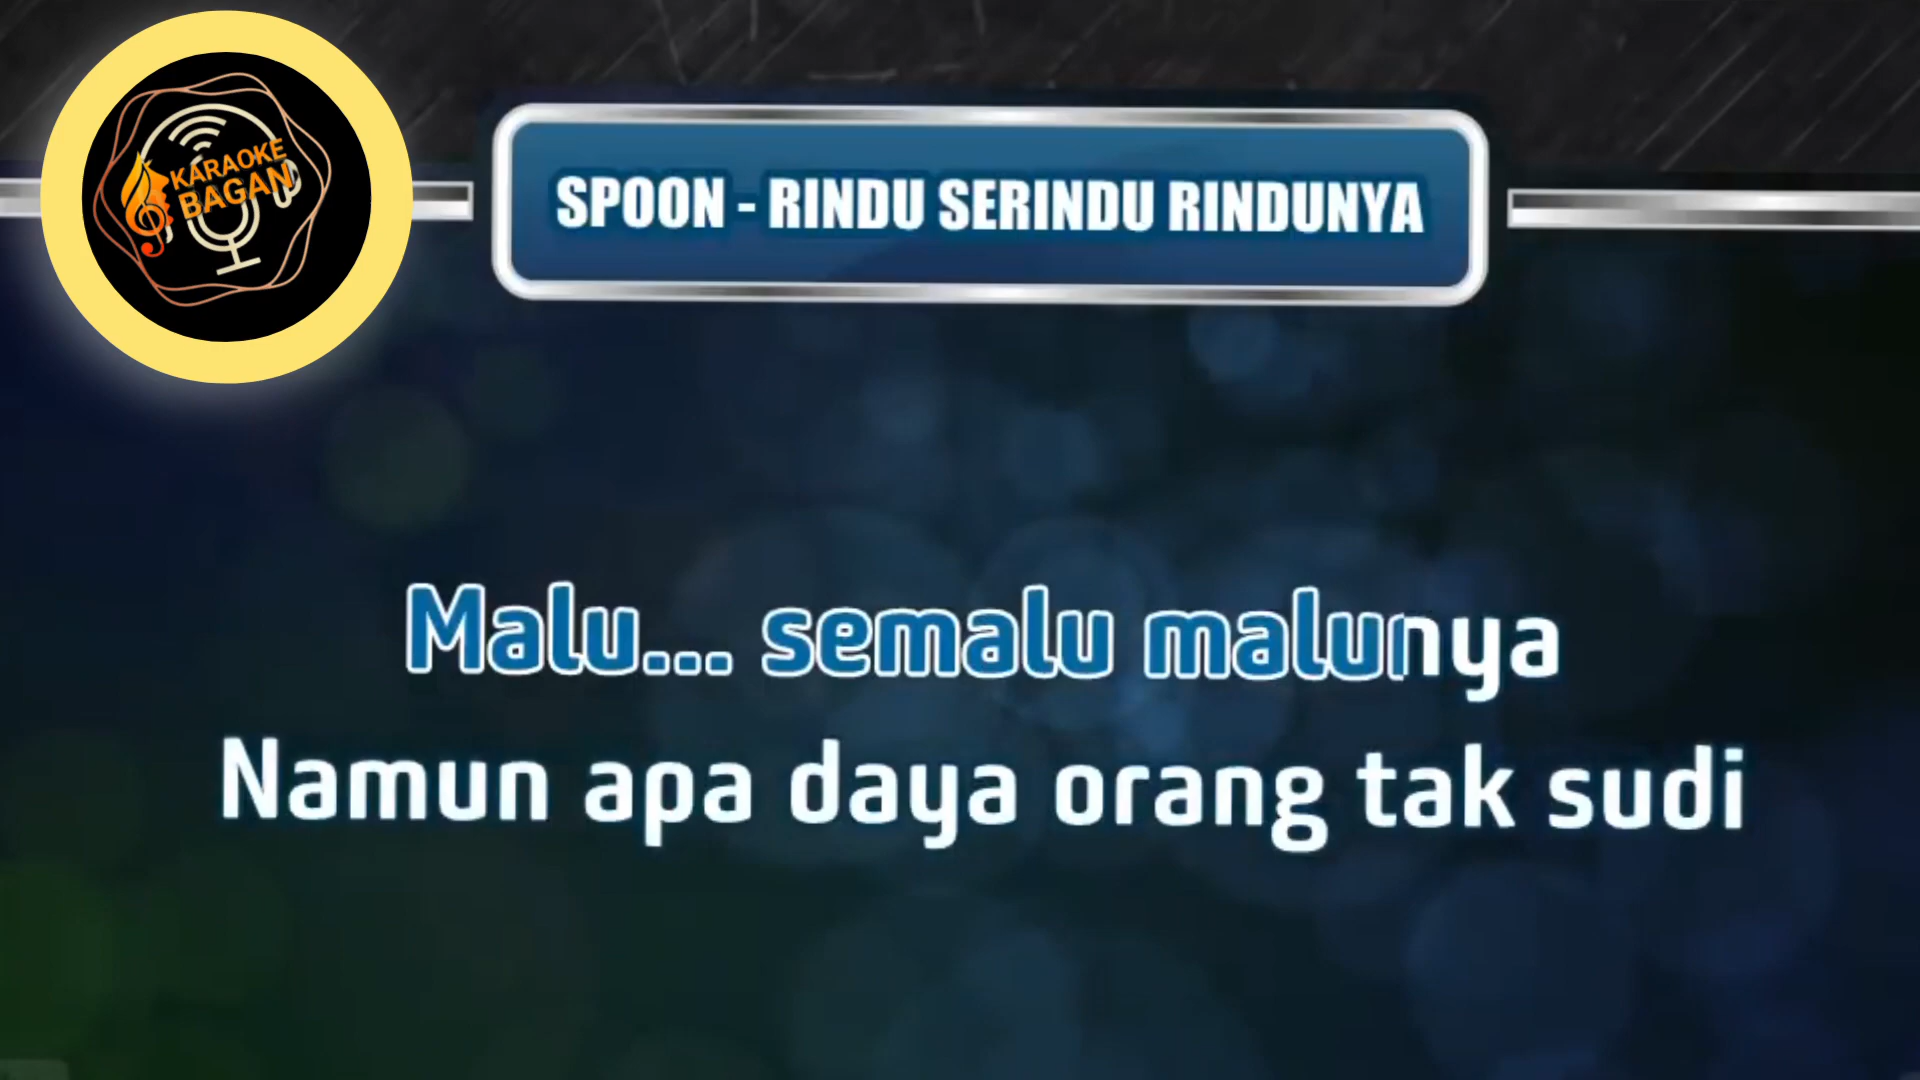 KARAOKE
BAGAN
SPOON - RINDU SERINDU RINDUNYA
Malu... semalu malunya
Namun apa daya orang tak sudi